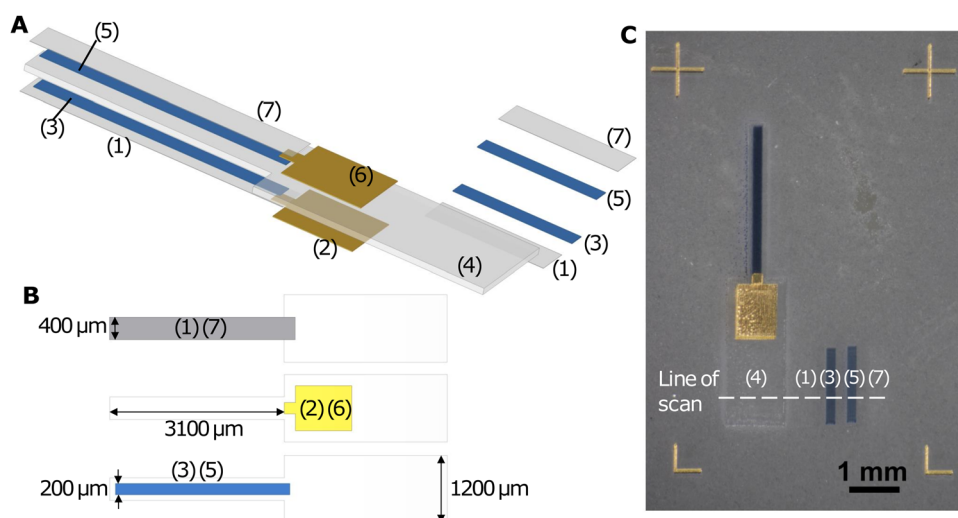 A
(5)
(3)
(1)
(7)
(6)
(2)
(4)
(7)
(5)
(3)
(1)
B
400 µm
(1) (7)
(2) (6)
3100 µm
(3) (5)
200 µm
1200 µm
C
Line of
scan
(4)
(1) (3) (5) (7)
1 mm